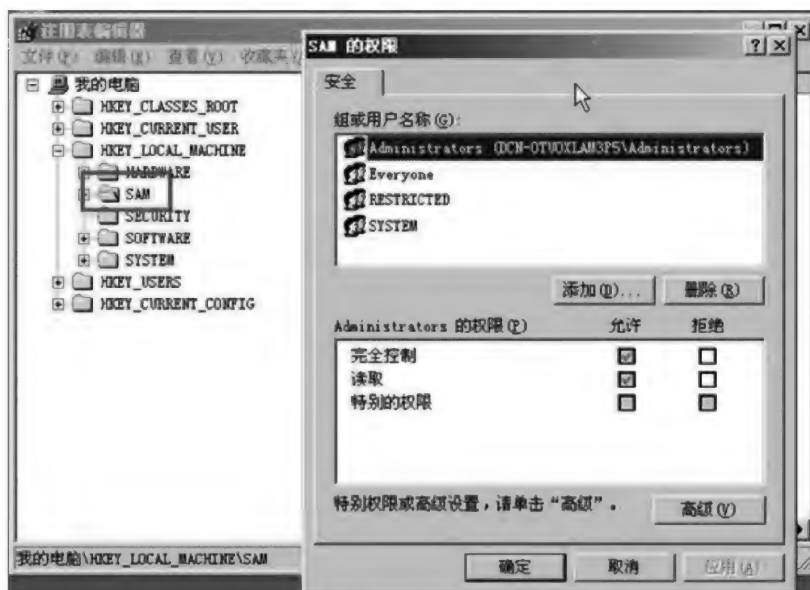 注册表编辑器
文件(F) 编辑(E) 查看(V) 收藏夹(
我的电脑
HKEY_CLASSES_ROOT
HKEY_CURRENT_USER
HKEY_LOCAL_MACHINE
HARDWARE
SAM
SECURITY
SOFTWARE
SYSTEM
HKEY_USERS
HKEY_CURRENT_CONFIG
我的电脑\HKEY_LOCAL_MACHINE\SAM
SAM 的权限
安全
组或用户名称(G):
Administrators (DCN-OTUOXLAM3P5\Administrators)
Everyone
RESTRICTED
SYSTEM
添加(D)... 删除(R)
Administrators 的权限(P) 允许 拒绝
完全控制
读取
特别的权限
特别权限或高级设置，请单击“高级”。
高级(V)
确定 取消 应用(A)